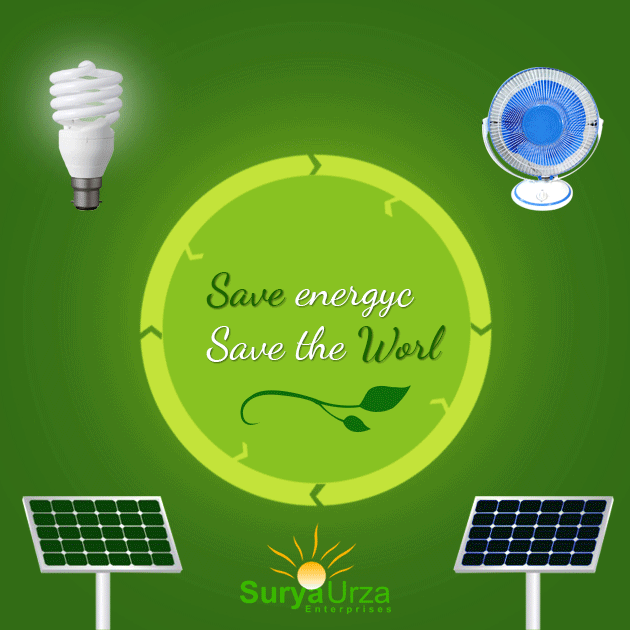 Save energyc
Save the Worl
SuryaUrza
Enterprises